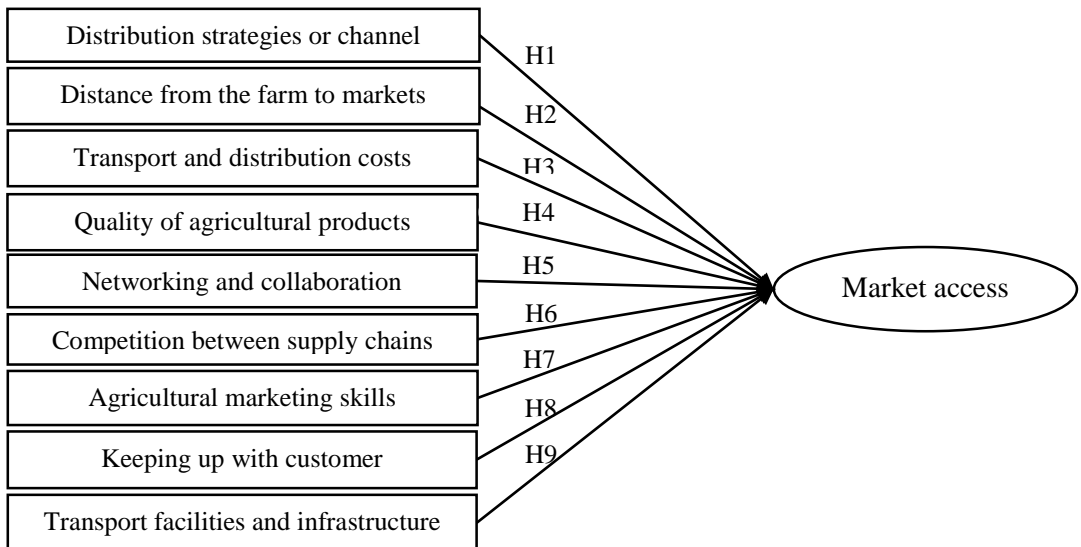 Distribution strategies or channel
H1
Distance from the farm to markets
H2
Transport and distribution costs
H3
Quality of agricultural products
H4
Networking and collaboration
H5
Market access
Competition between supply chains
H6
Agricultural marketing skills
H7
Keeping up with customer
H8
Transport facilities and infrastructure
H9